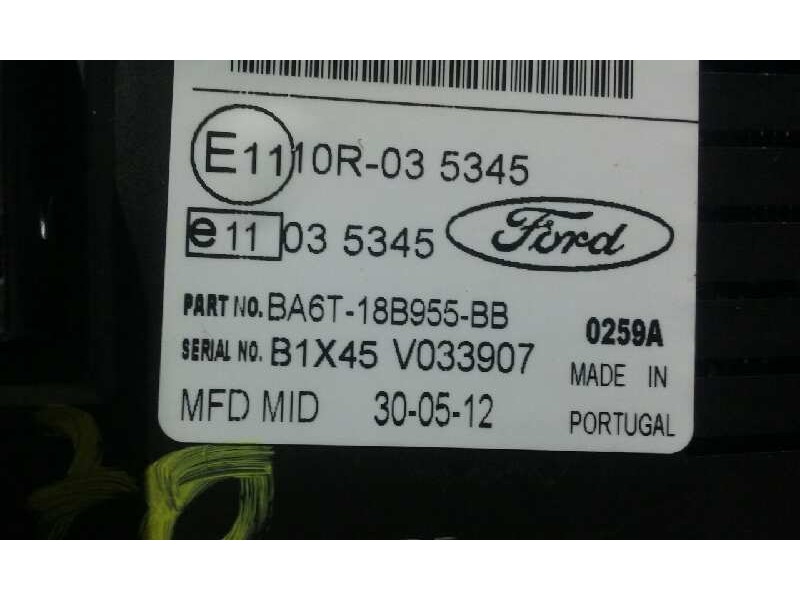 E11 10R-03 5345
e11 03 5345 Ford
PART NO. BA6T-18B955-BB 0259A
SERIAL NO. B1X45 V033907
MADE IN
MFD MID 30-05-12
PORTUGAL